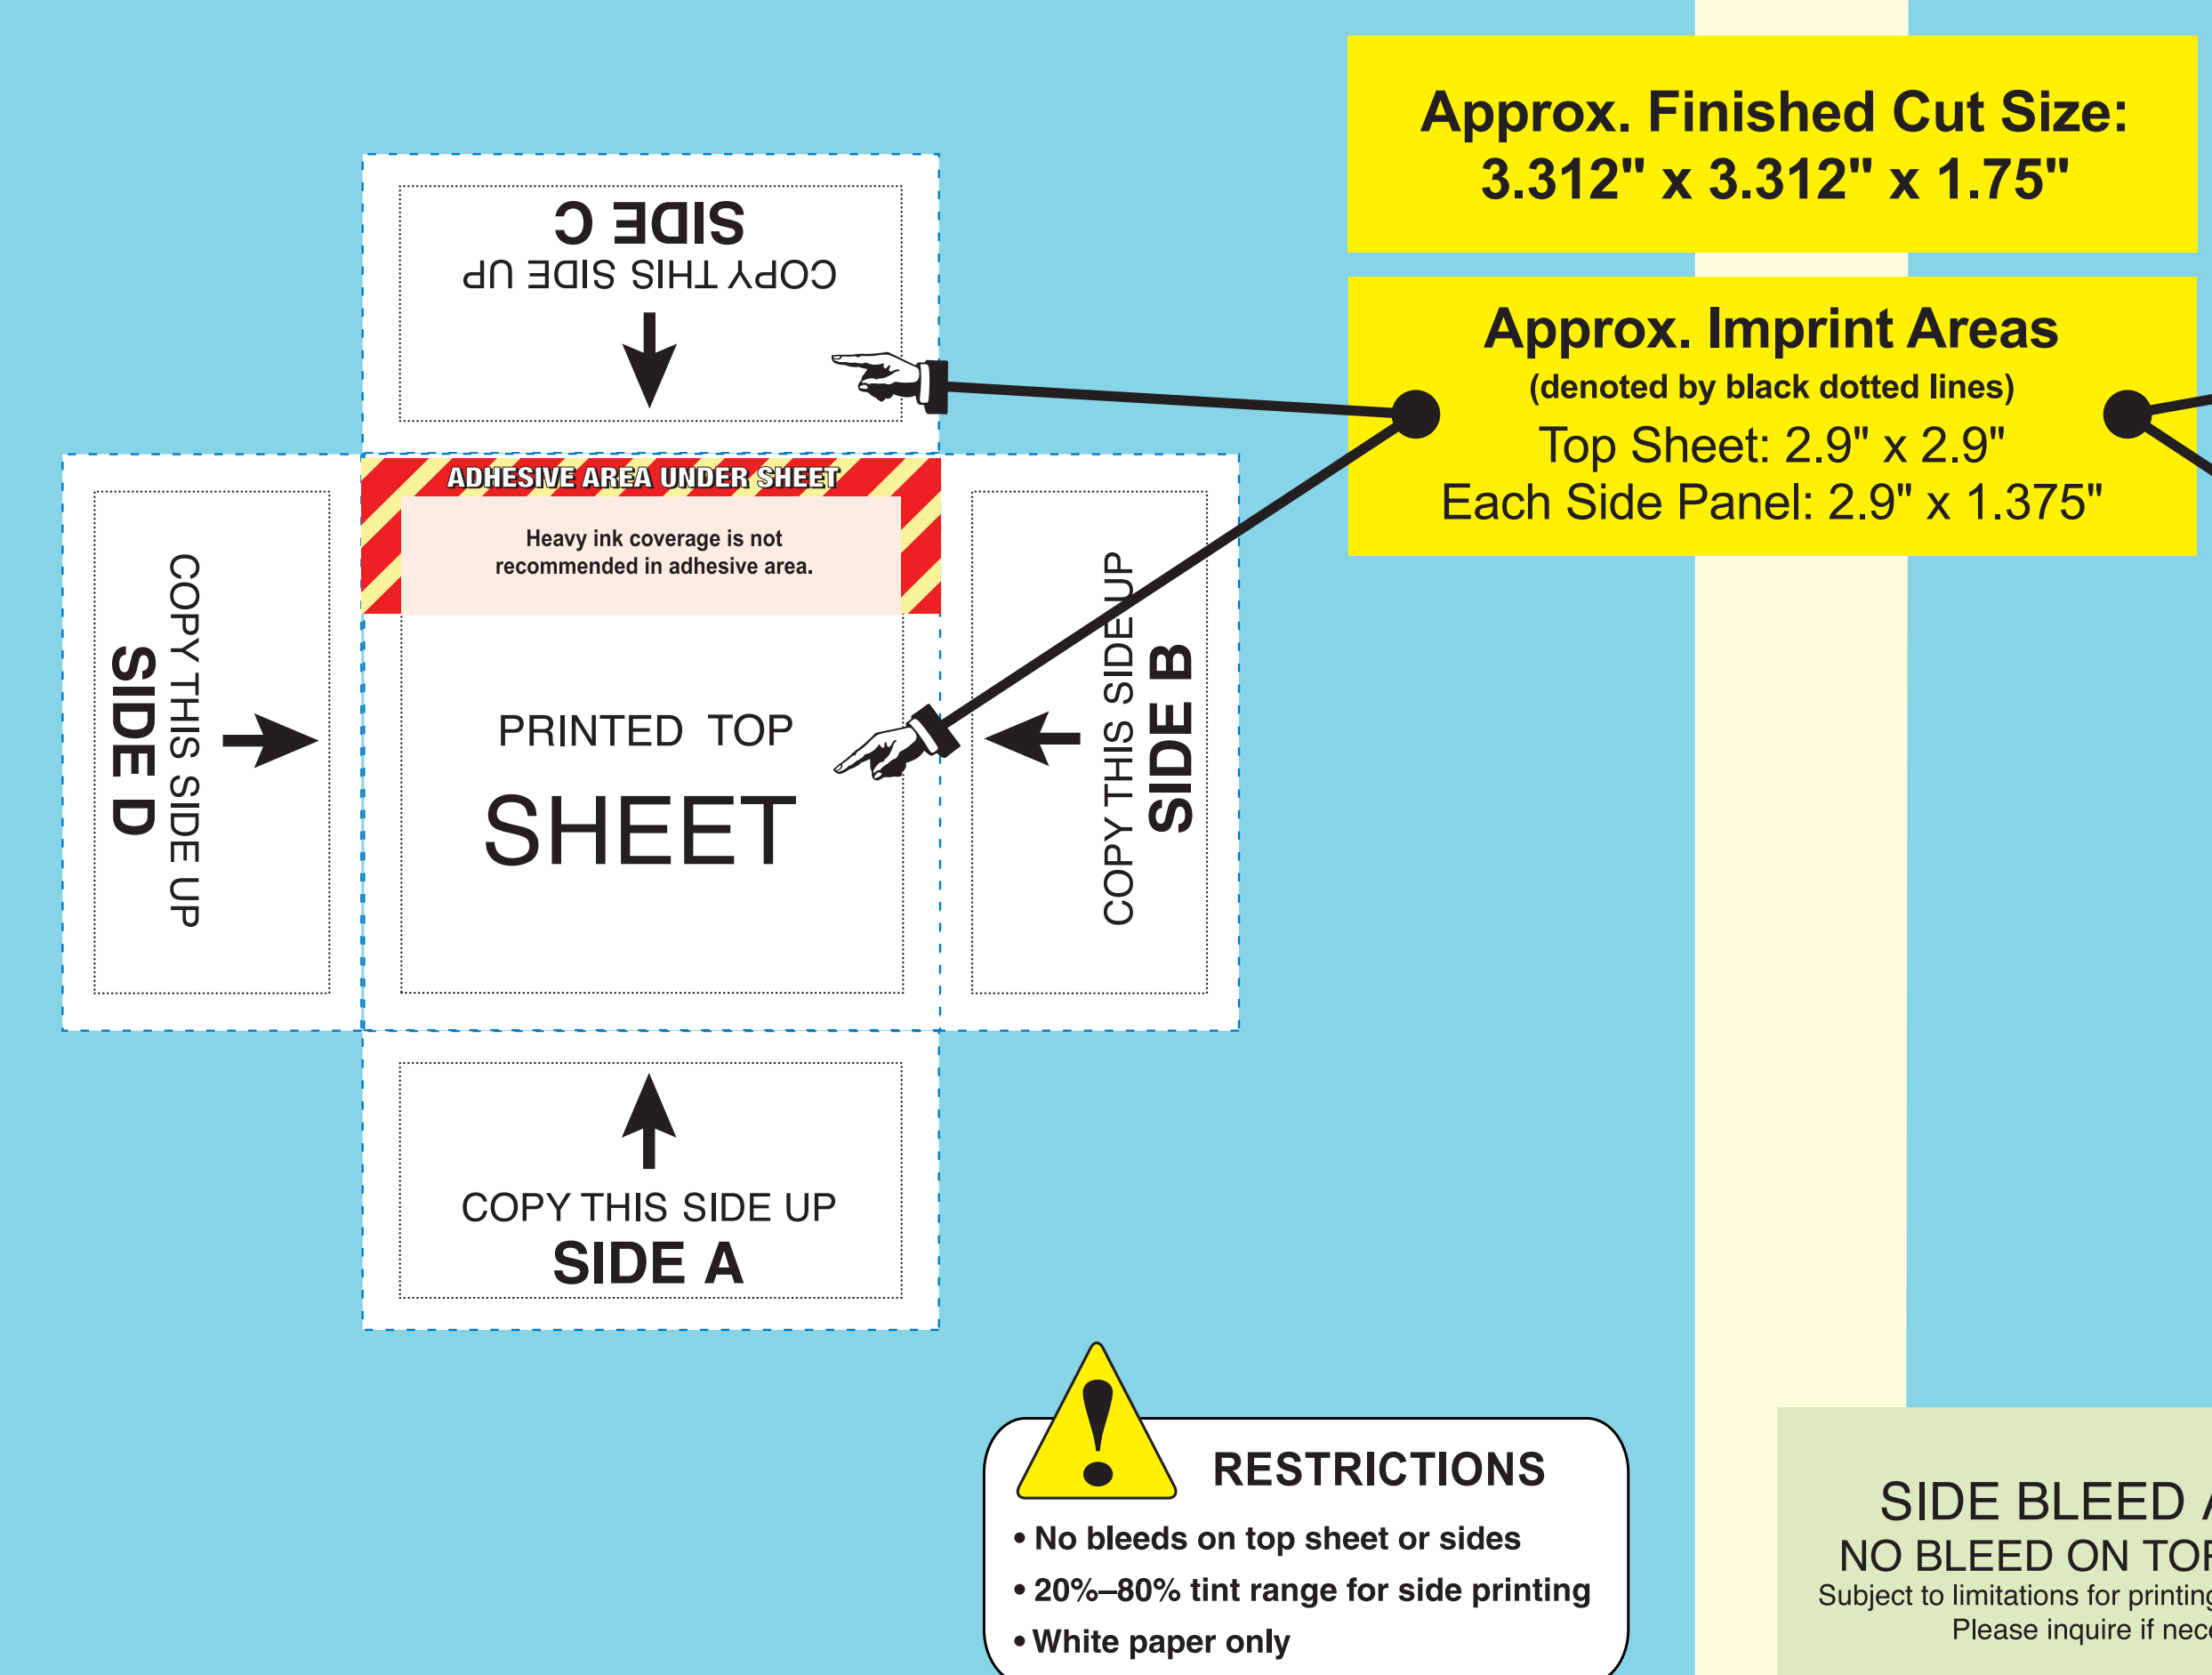 Approx. Finished Cut Size:
3.312" x 3.312" x 1.75"
Approx. Imprint Areas
(denoted by black dotted lines)
Top Sheet: 2.9" x 2.9"
Each Side Panel: 2.9" x 1.375"
SIDE C
COPY THIS SIDE UP
ADHESIVE AREA UNDER SHEET
Heavy ink coverage is not
recommended in adhesive area.
COPY THIS SIDE UP
SIDE D
PRINTED TOP
SHEET
COPY THIS SIDE UP
SIDE B
COPY THIS SIDE UP
SIDE A
! RESTRICTIONS
• No bleeds on top sheet or sides
• 20%–80% tint range for side printing
• White paper only
SIDE BLEED
NO BLEED ON
Subject to limitations for
Please inquire if